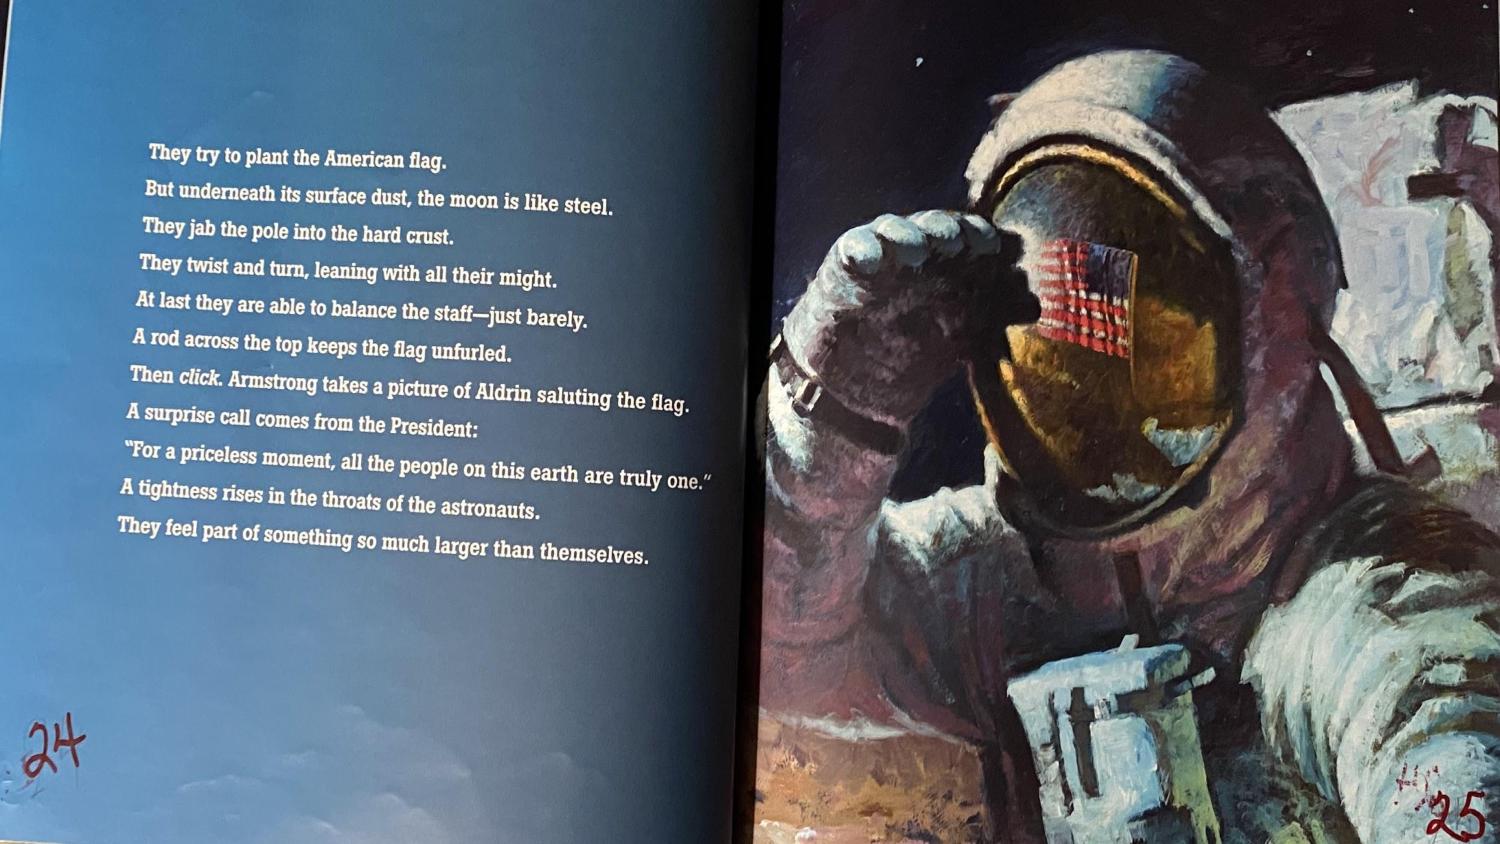 They try to plant the American flag.
But underneath its surface dust, the moon is like steel.
They jab the pole into the hard crust.
They twist and turn, leaning with all their might.
At last they are able to balance the staff—just barely.
A rod across the top keeps the flag unfurled.
Then click. Armstrong takes a picture of Aldrin saluting the flag.
A surprise call comes from the President:
“For a priceless moment, all the people on this earth are truly one.”
A tightness rises in the throats of the astronauts.
They feel part of something so much larger than themselves.
24
25